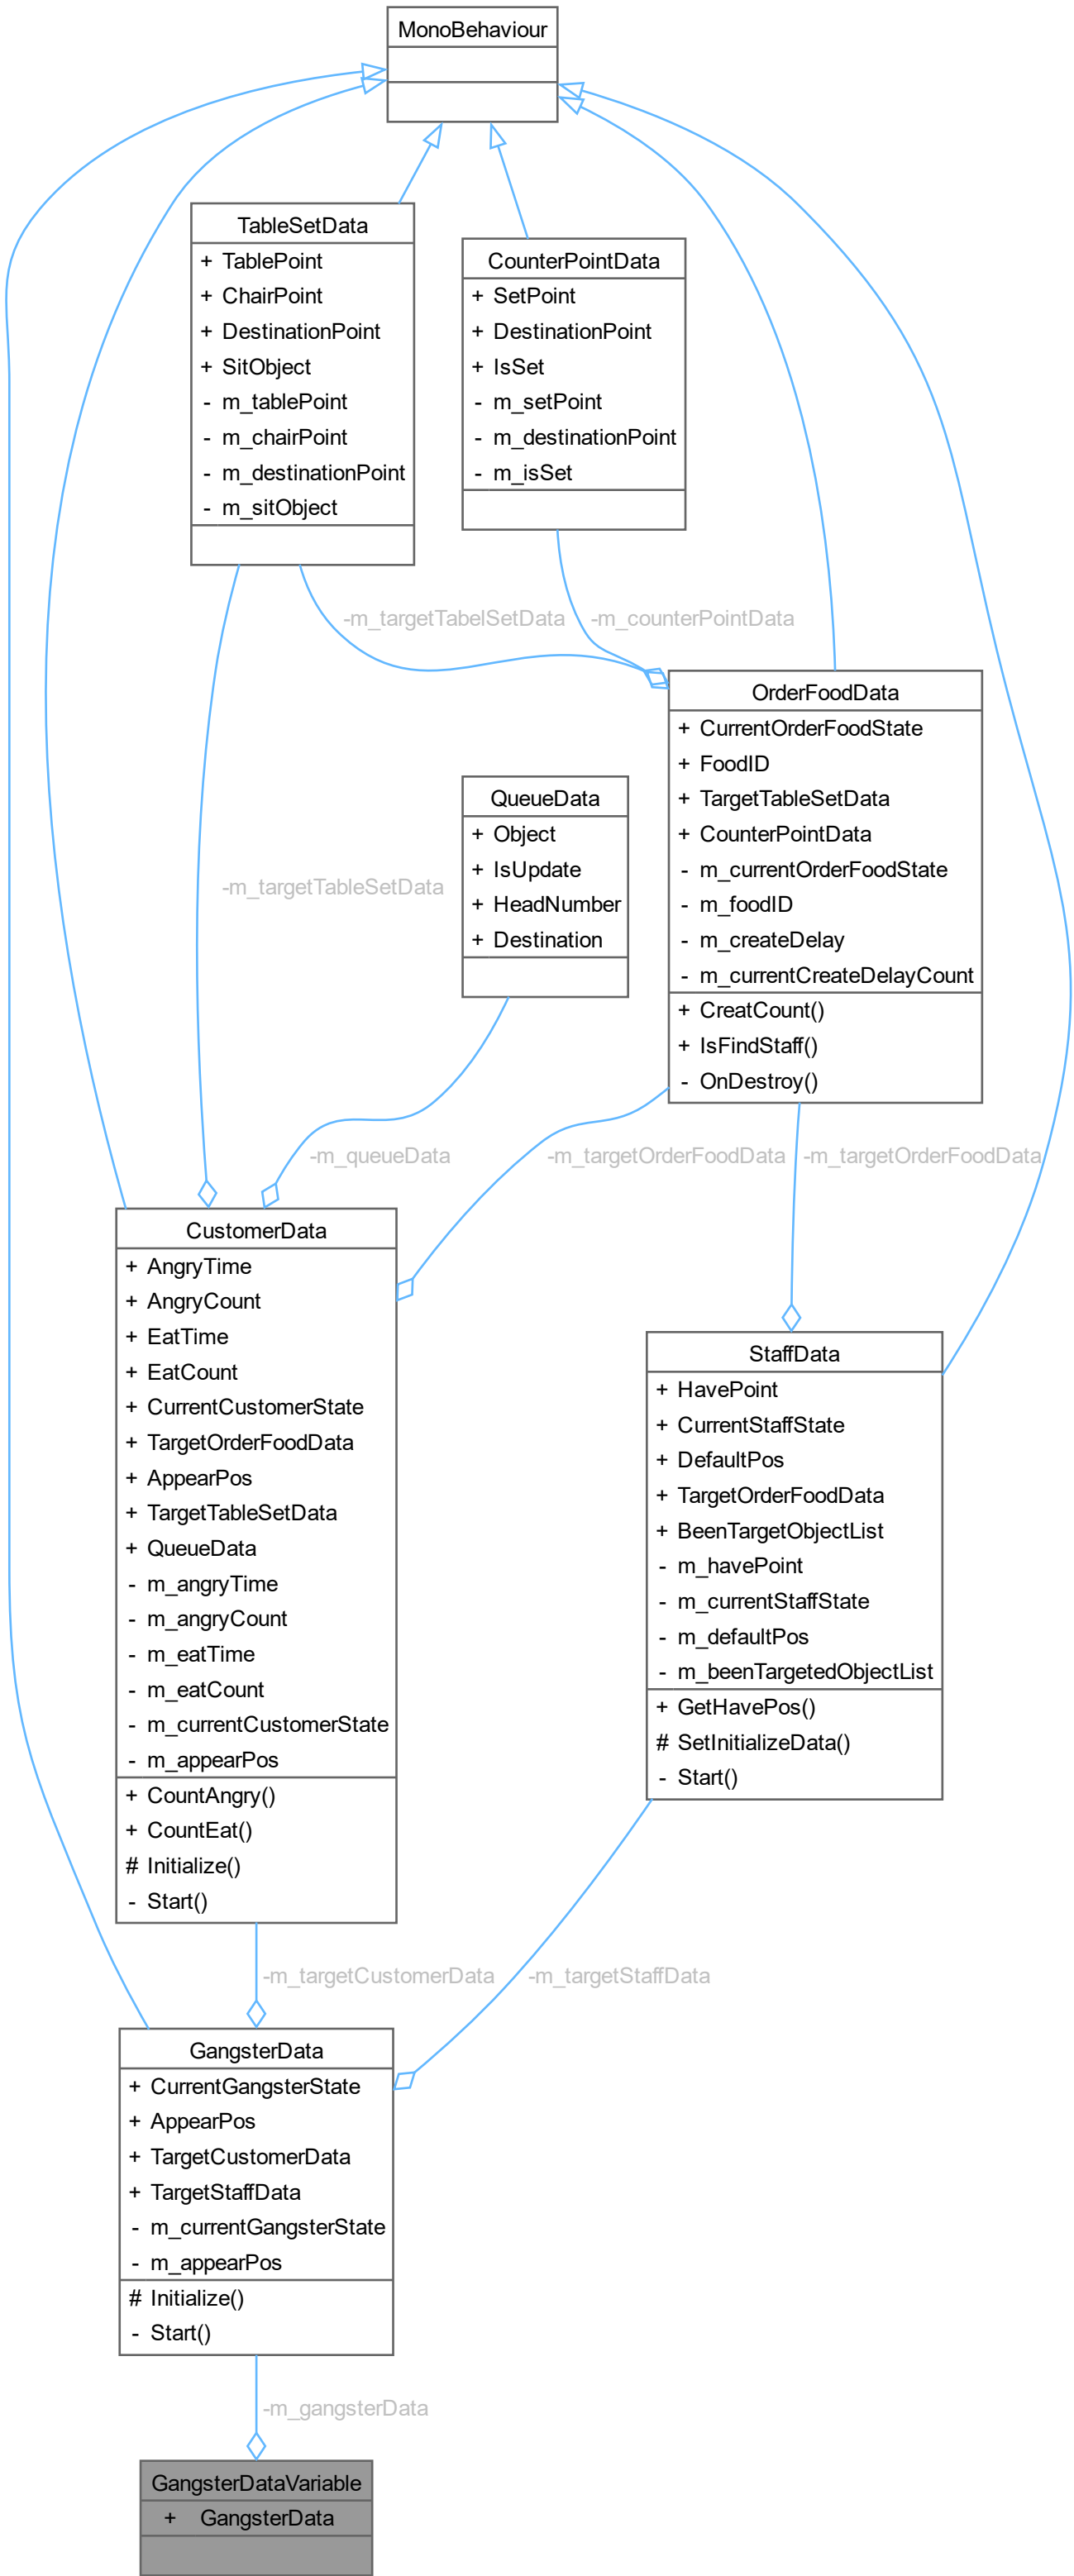 MonoBehaviour
TableSetData
+ TablePoint
+ ChairPoint
+ DestinationPoint
+ SitObject
- m_tablePoint
- m_chairPoint
- m_destinationPoint
- m_sitObject
CounterPointData
+ SetPoint
+ DestinationPoint
+ IsSet
- m_setPoint
- m_destinationPoint
- m_isSet
-m_targetTabelSetData
-m_counterPointData
OrderFoodData
+ CurrentOrderFoodState
+ FoodID
+ TargetTableSetData
+ CounterPointData
- m_currentOrderFoodState
- m_foodID
- m_createDelay
- m_currentCreateDelayCount
+ CreatCount()
+ IsFindStaff()
- OnDestroy()
QueueData
+ Object
+ IsUpdate
+ HeadNumber
+ Destination
-m_targetTableSetData
-m_queueData
-m_targetOrderFoodData
-m_targetOrderFoodData
CustomerData
+ AngryTime
+ AngryCount
+ EatTime
+ EatCount
+ CurrentCustomerState
+ TargetOrderFoodData
+ AppearPos
+ TargetTableSetData
+ QueueData
- m_angryTime
- m_angryCount
- m_eatTime
- m_eatCount
- m_currentCustomerState
- m_appearPos
+ CountAngry()
+ CountEat()
# Initialize()
- Start()
StaffData
+ HavePoint
+ CurrentStaffState
+ DefaultPos
+ TargetOrderFoodData
+ BeenTargetObjectList
- m_havePoint
- m_currentStaffState
- m_defaultPos
- m_beenTargetedObjectList
+ GetHavePos()
# SetInitializeData()
- Start()
-m_targetCustomerData
-m_targetStaffData
GangsterData
+ CurrentGangsterState
+ AppearPos
+ TargetCustomerData
+ TargetStaffData
- m_currentGangsterState
- m_appearPos
# Initialize()
- Start()
-m_gangsterData
GangsterDataVariable
+ GangsterData